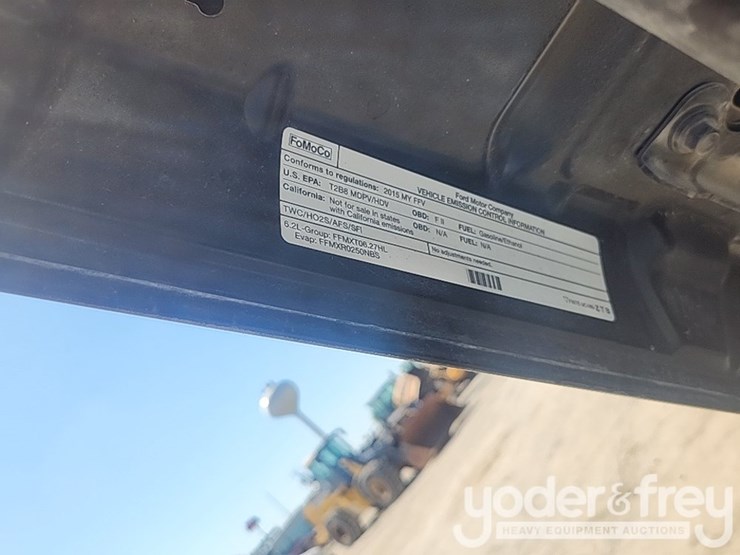 FoMoCo
Ford Motor Company
VEHICLE EMISSION CONTROL INFORMATION
Conforms to regulations: 2015 MY FFV
U.S. EPA: T2B8 MDPV/HDV OBD: F II FUEL: Gasoline/Ethanol
California: Not for sale in states with California emissions OBD: N/A FUEL: N/A
TWC/HO2S/AFS/SFI
No adjustments needed.
6.2L-Group: FFMXT06.27HL
Evap: FFMXR0250NBS
yoder&frey
HEAVY EQUIPMENT AUCTIONS